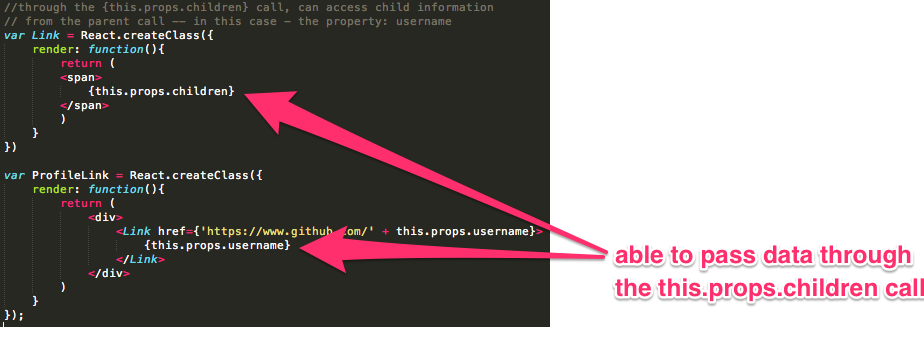 //through the {this.props.children} call, can access child information
// from the parent call -- in this case - the property: username
var Link = React.createClass({
    render: function(){
        return (
        <span>
            {this.props.children}
        </span>
        )
    }
})

var ProfileLink = React.createClass({
    render: function(){
        return (
            <div>
                <Link href={'https://www.github.com/' + this.props.username}>
                    {this.props.username}
                </Link>
            </div>
        )
    }
});
able to pass data through
the this.props.children call